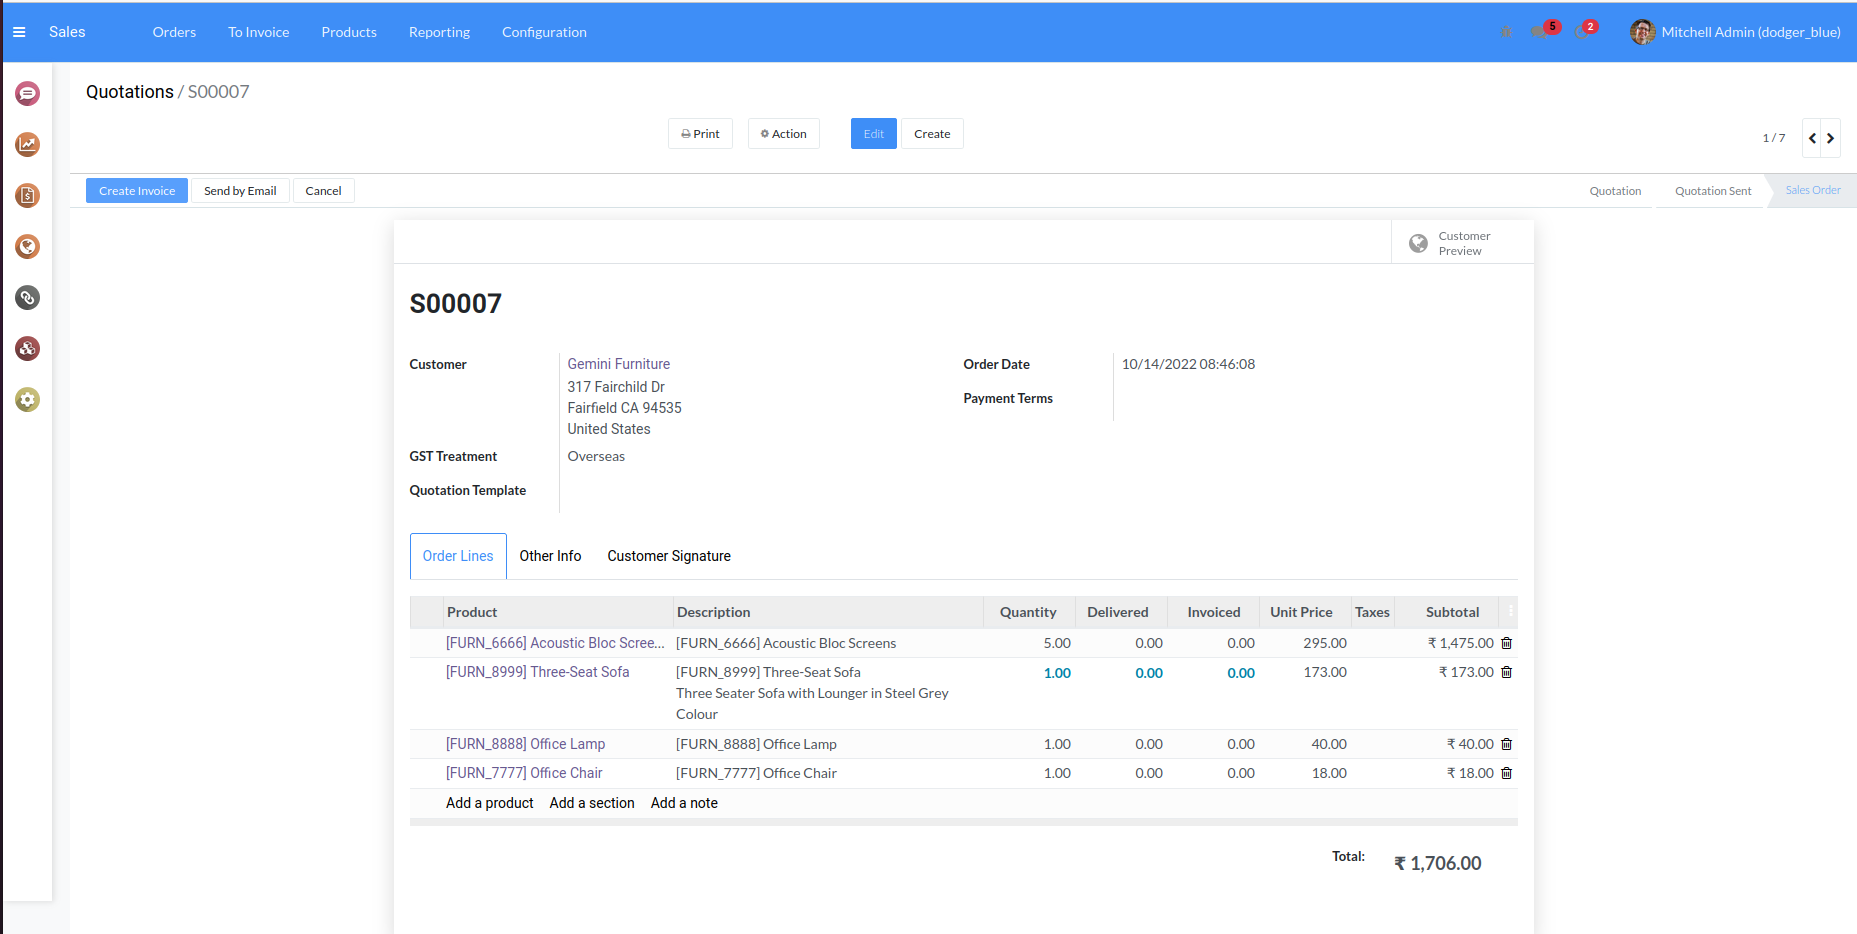 Sales Orders To Invoice Products Reporting Configuration 5 2 Mitchell Admin (dodger_blue)
Quotations / S00007
Print Action Edit Create 1 / 7
Create Invoice Send by Email Cancel Quotation Quotation Sent Sales Order
Customer
Preview
S00007
Customer Gemini Furniture Order Date 10/14/2022 08:46:08
317 Fairchild Dr
Payment Terms
Fairfield CA 94535
United States
GST Treatment Overseas
Quotation Template
Order Lines Other Info Customer Signature
Product Description Quantity Delivered Invoiced Unit Price Taxes Subtotal
[FURN_6666] Acoustic Bloc Scree... [FURN_6666] Acoustic Bloc Screens 5.00 0.00 0.00 295.00 ₹ 1,475.00
[FURN_8999] Three-Seat Sofa [FURN_8999] Three-Seat Sofa 1.00 0.00 0.00 173.00 ₹ 173.00
Three Seater Sofa with Lounger in Steel Grey
Colour
[FURN_8888] Office Lamp [FURN_8888] Office Lamp 1.00 0.00 0.00 40.00 ₹ 40.00
[FURN_7777] Office Chair [FURN_7777] Office Chair 1.00 0.00 0.00 18.00 ₹ 18.00
Add a product Add a section Add a note
Total: ₹ 1,706.00